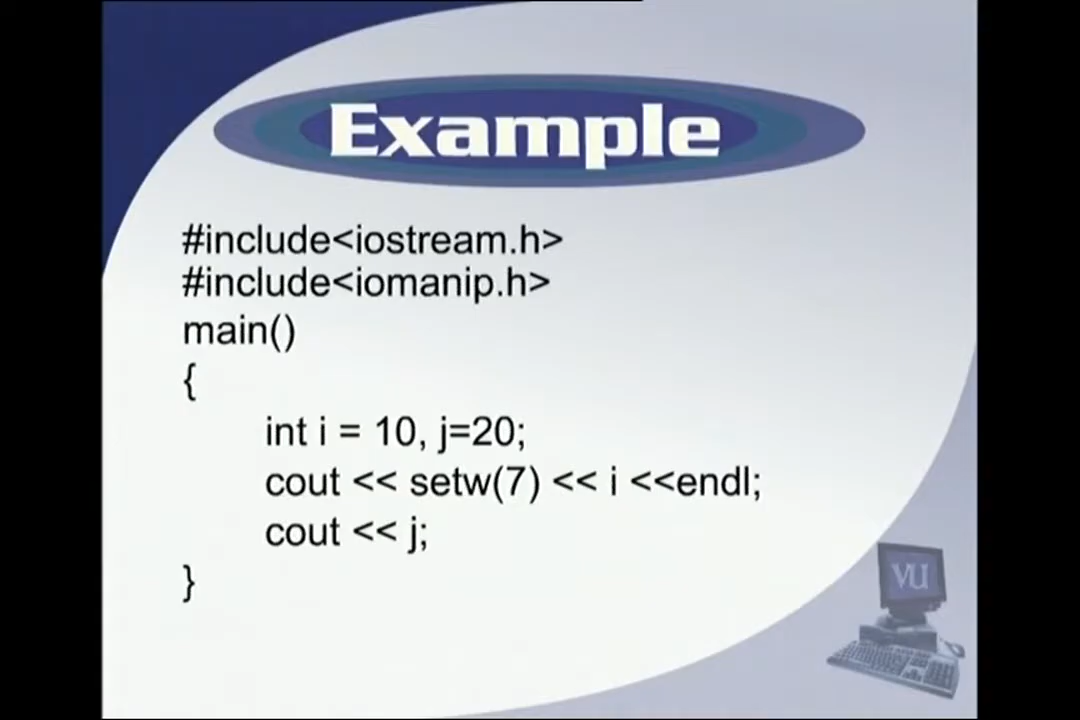 Example
#include<iostream.h>
#include<iomanip.h>
main()
{
int i = 10, j=20;
cout << setw(7) << i <<endl;
cout << j;
}
VU